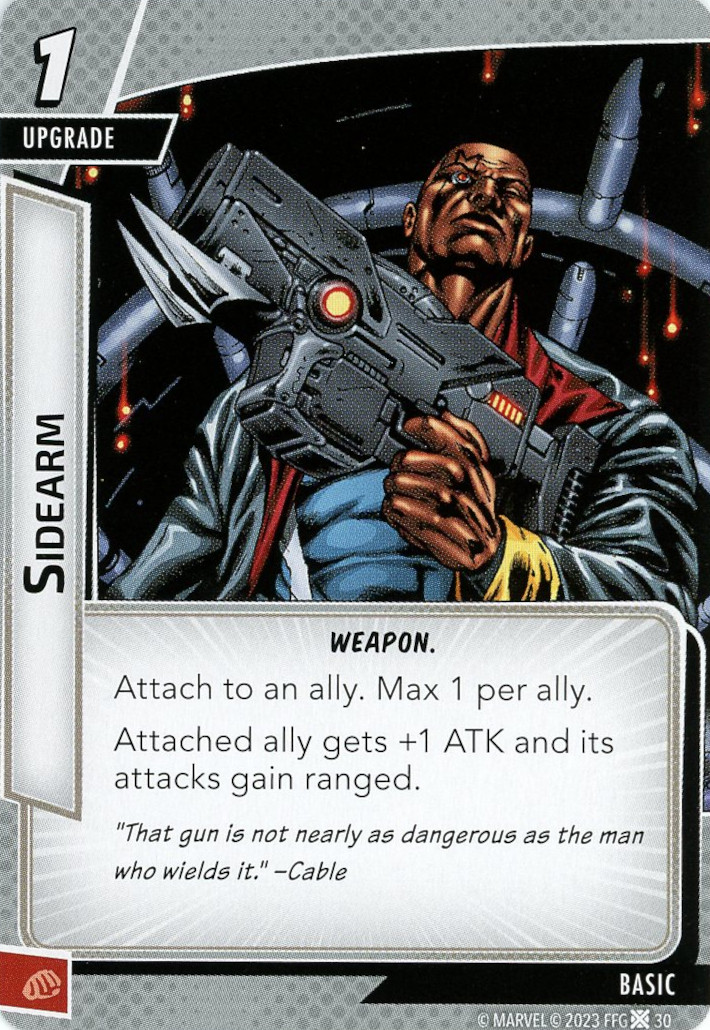 1
UPGRADE
SIDEARM
WEAPON.
Attach to an ally. Max 1 per ally.
Attached ally gets +1 ATK and its
attacks gain ranged.
"That gun is not nearly as dangerous as the man
who wields it." –Cable
BASIC
© MARVEL © 2023 FFG 30